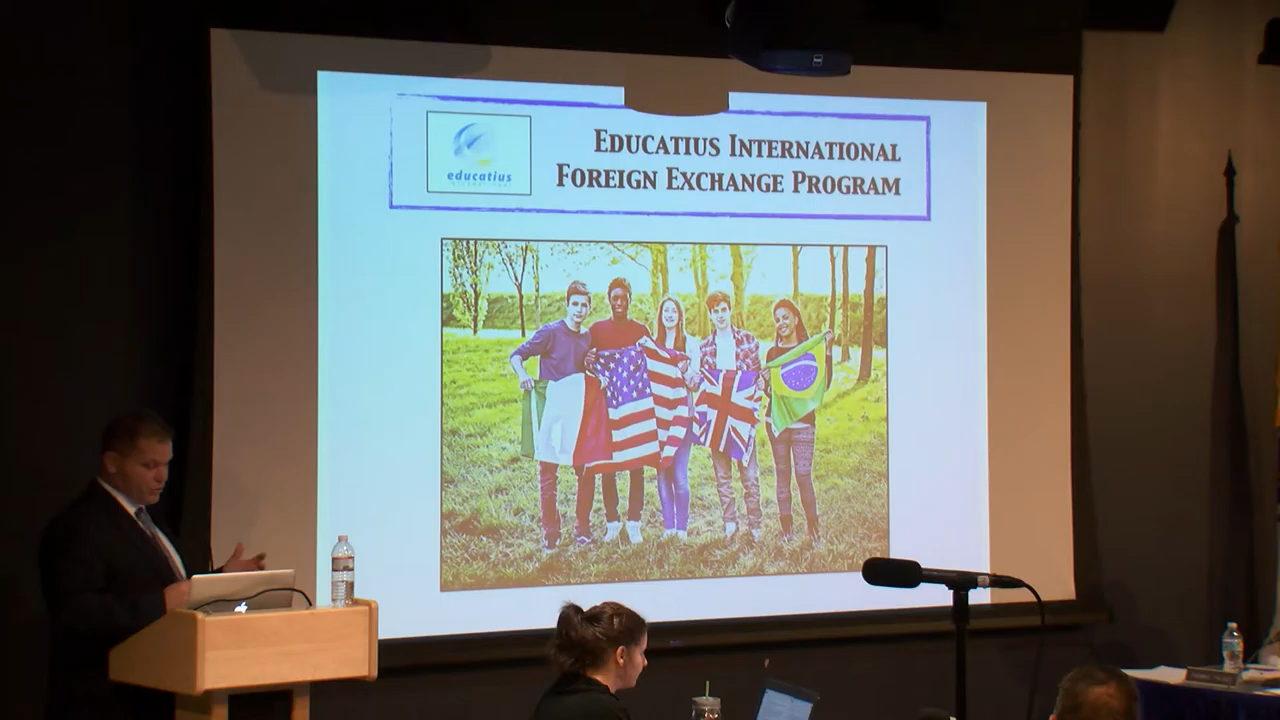 Educatius International
Foreign Exchange Program
educatius